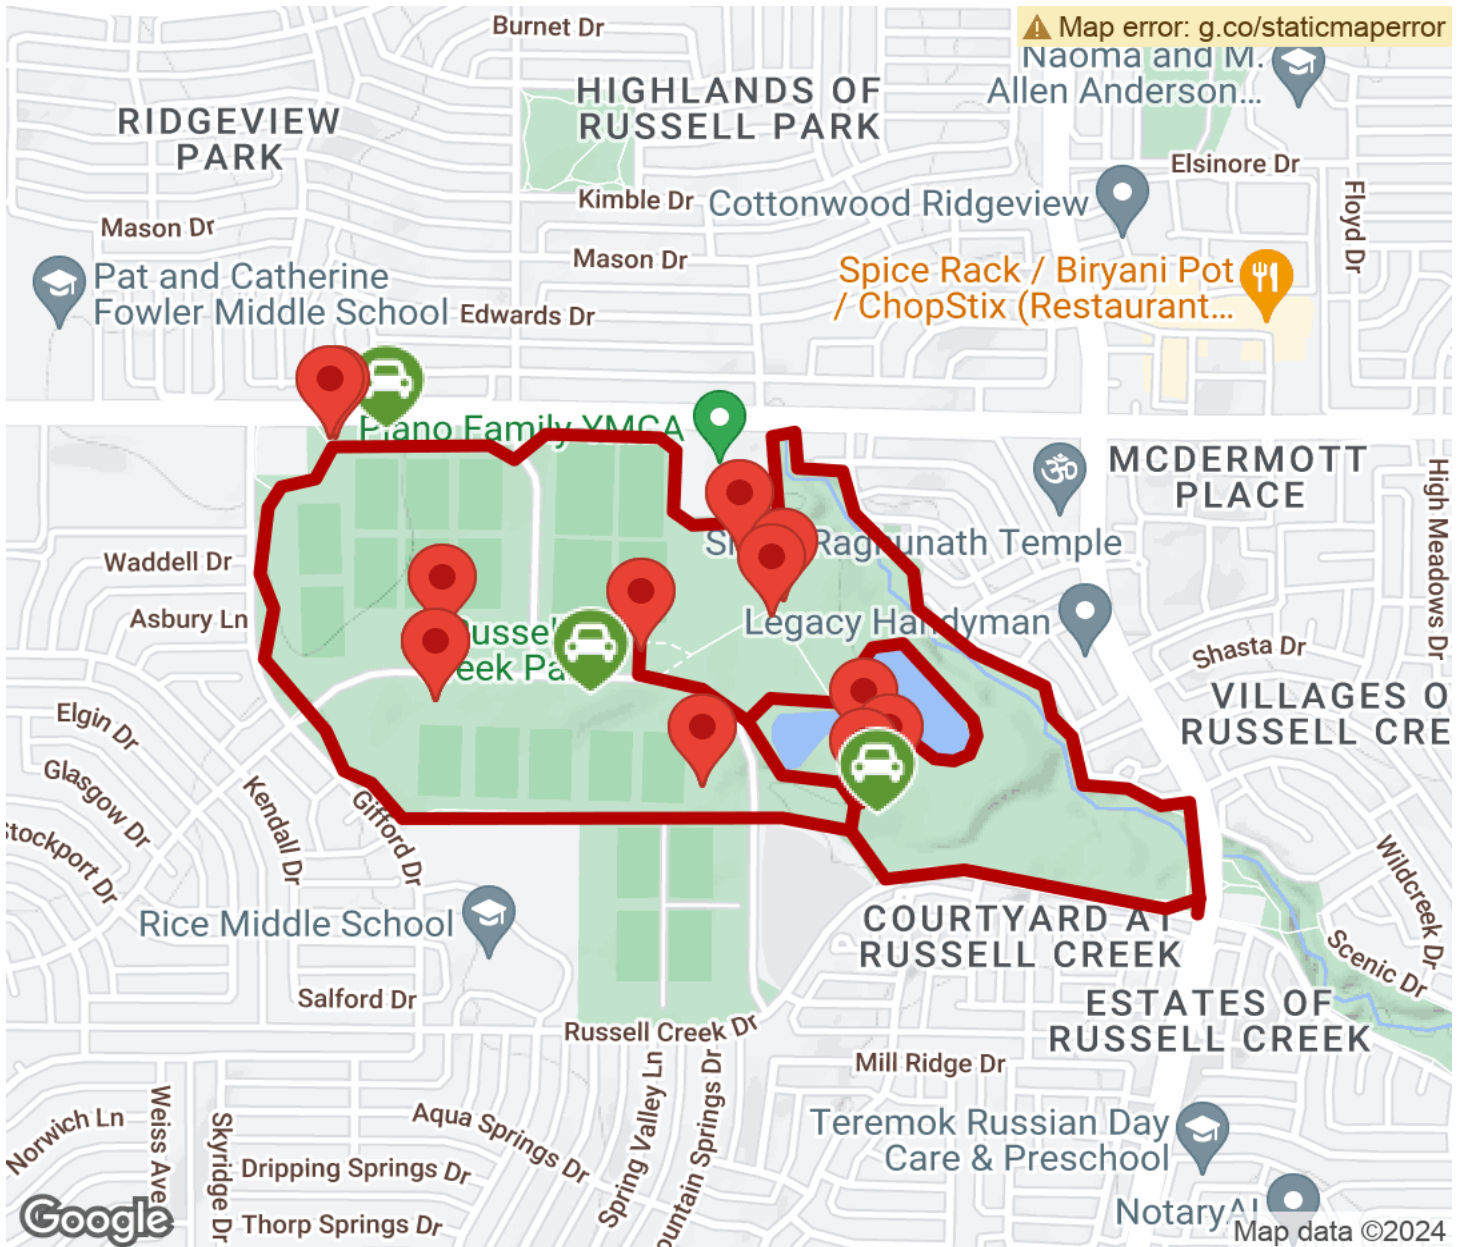 Burnet Dr
Map error: g.co/staticmaperror
Naoma and M.
Allen Anderson...
HIGHLANDS OF
RUSSELL PARK
RIDGEVIEW
PARK
Elsinore Dr
Floyd Dr
Kimble Dr
Cottonwood Ridgeview
Mason Dr
Mason Dr
Pat and Catherine
Fowler Middle School
Spice Rack / Biryani Pot
/ ChopStix (Restaurant...
Edwards Dr
Plano Family YMCA
MCDERMOTT
PLACE
High Meadows Dr
Waddell Dr
Raghunath Temple
Asbury Ln
Legacy Handyman
Shasta Dr
VILLAGES O
RUSSELL CRE
Elgin Dr
Glasgow Dr
Kendall Dr
Gifford Dr
stockport Dr
Wildcreek Dr
Rice Middle School
COURTYARD AT
RUSSELL CREEK
Scenic Dr
Salford Dr
ESTATES OF
RUSSELL CREEK
Russell Creek Dr
Mill Ridge Dr
Norwich Ln
Weiss Ave
Skyridge Dr
Aqua Springs Dr
Spring Valley Ln
ountain Springs Dr
Teremok Russian Day
Care & Preschool
Dripping Springs Dr
Thorp Springs Dr
Google
Map data ©2024